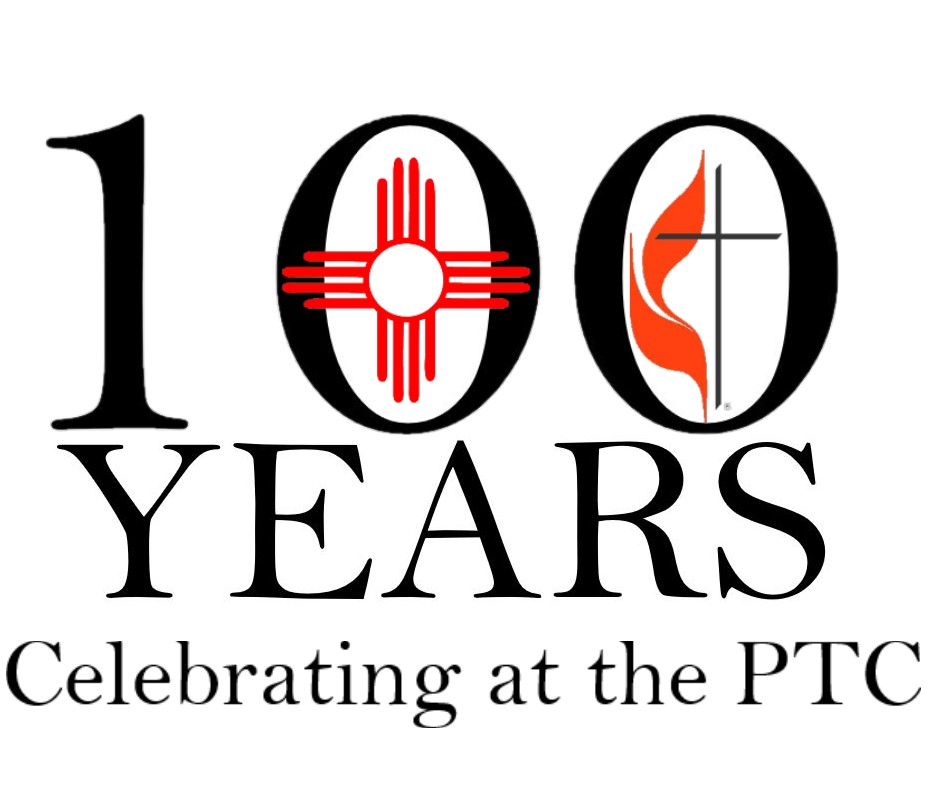 100
YEARS
Celebrating at the PTC